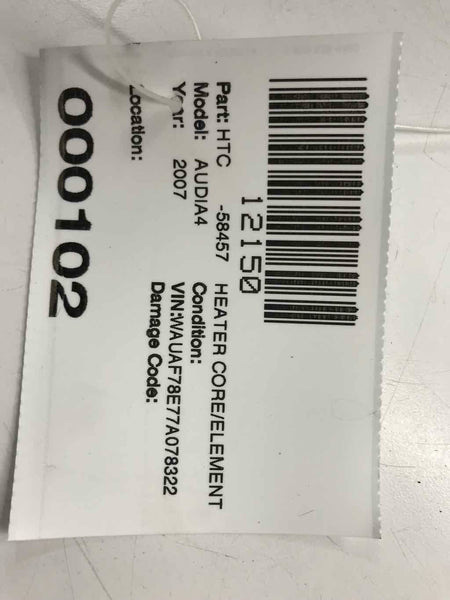 12150
Part: HTC -58457 HEATER CORE/ELEMENT
Model: AUDIA4 Condition:
Year: 2007 VIN:WAUAF78E77A078322
Location: Damage Code:
000102